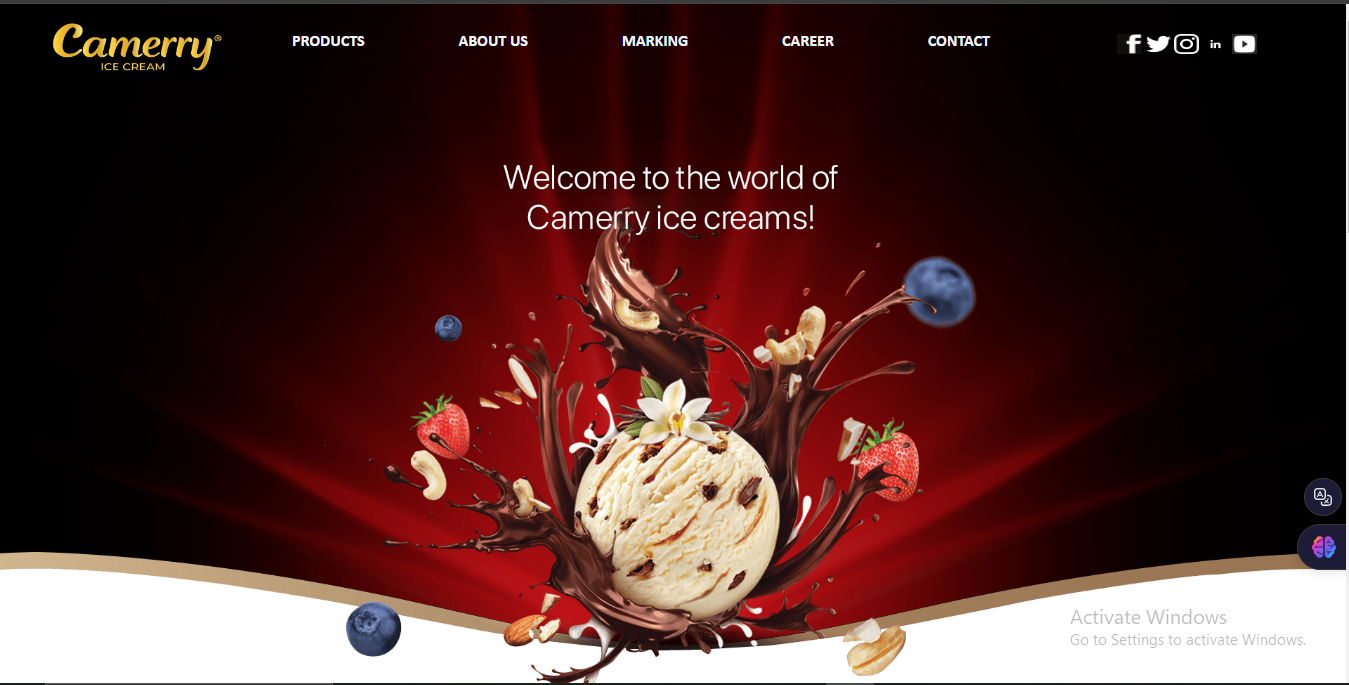 Camerry®
ICE CREAM
PRODUCTS
ABOUT US
MARKING
CAREER
CONTACT
f
in
Welcome to the world of
Camerry ice creams!
Activate Windows
Go to Settings to activate Windows.